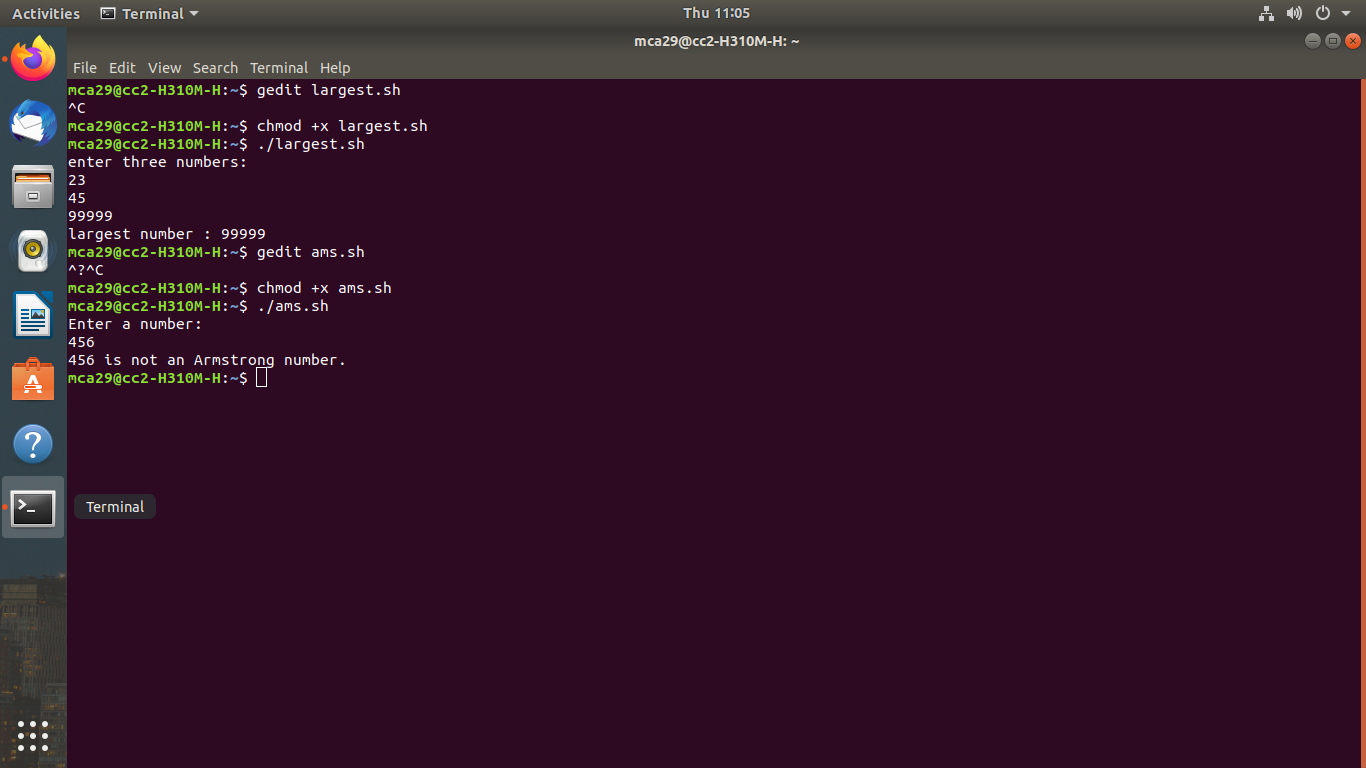 Activities Terminal Thu 11:05
mca29@cc2-H310M-H: ~
File Edit View Search Terminal Help
mca29@cc2-H310M-H:~$ gedit largest.sh
^C
mca29@cc2-H310M-H:~$ chmod +x largest.sh
mca29@cc2-H310M-H:~$ ./largest.sh
enter three numbers:
23
45
99999
largest number : 99999
mca29@cc2-H310M-H:~$ gedit ams.sh
^?^C
mca29@cc2-H310M-H:~$ chmod +x ams.sh
mca29@cc2-H310M-H:~$ ./ams.sh
Enter a number:
456
456 is not an Armstrong number.
mca29@cc2-H310M-H:~$
Terminal